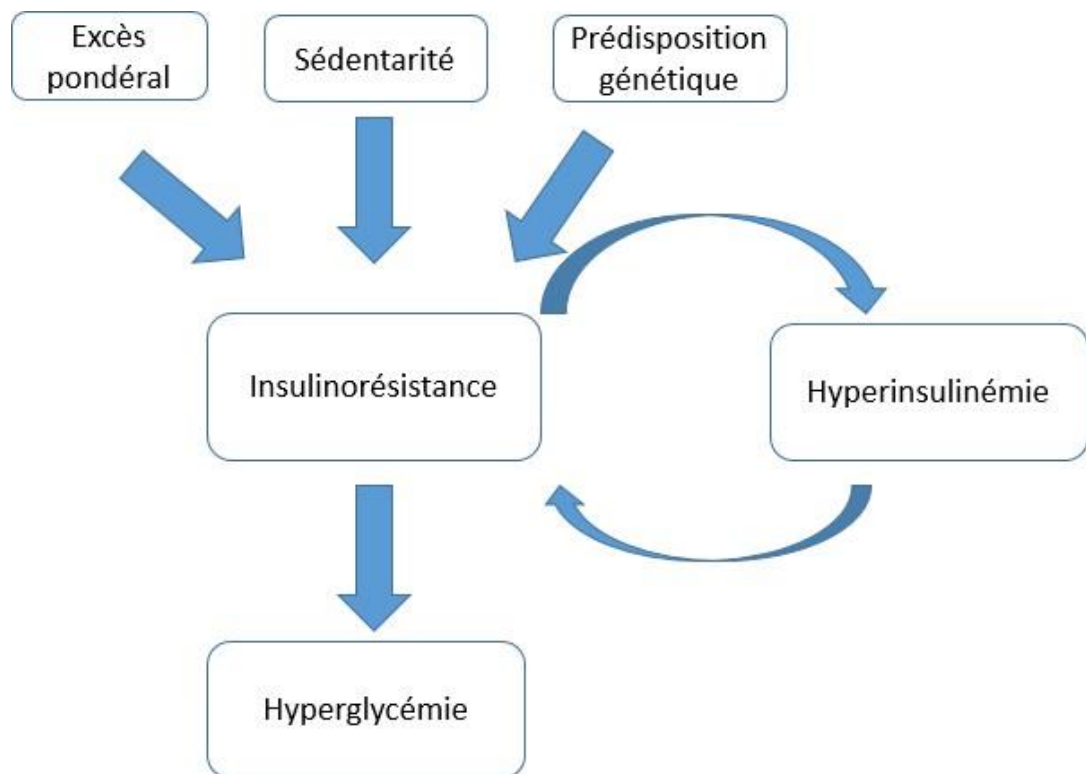 Excès
pondéral
Sédentarité
Prédisposition
génétique
Insulinorésistance
Hyperinsulinémie
Hyperglycémie